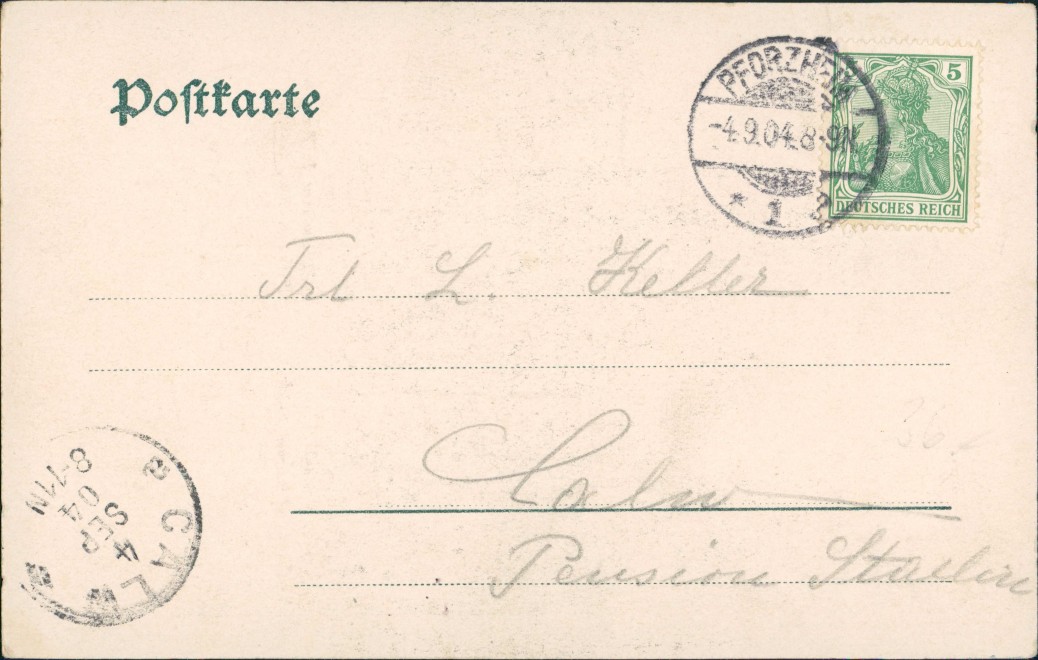 Postkarte
PFORZHEIM
-4.9.04.8-9N.
* 1
5
DEUTSCHES REICH
Frl L. Keller
Calw
Pension
CALW
4
SEP
04
8-11N
36